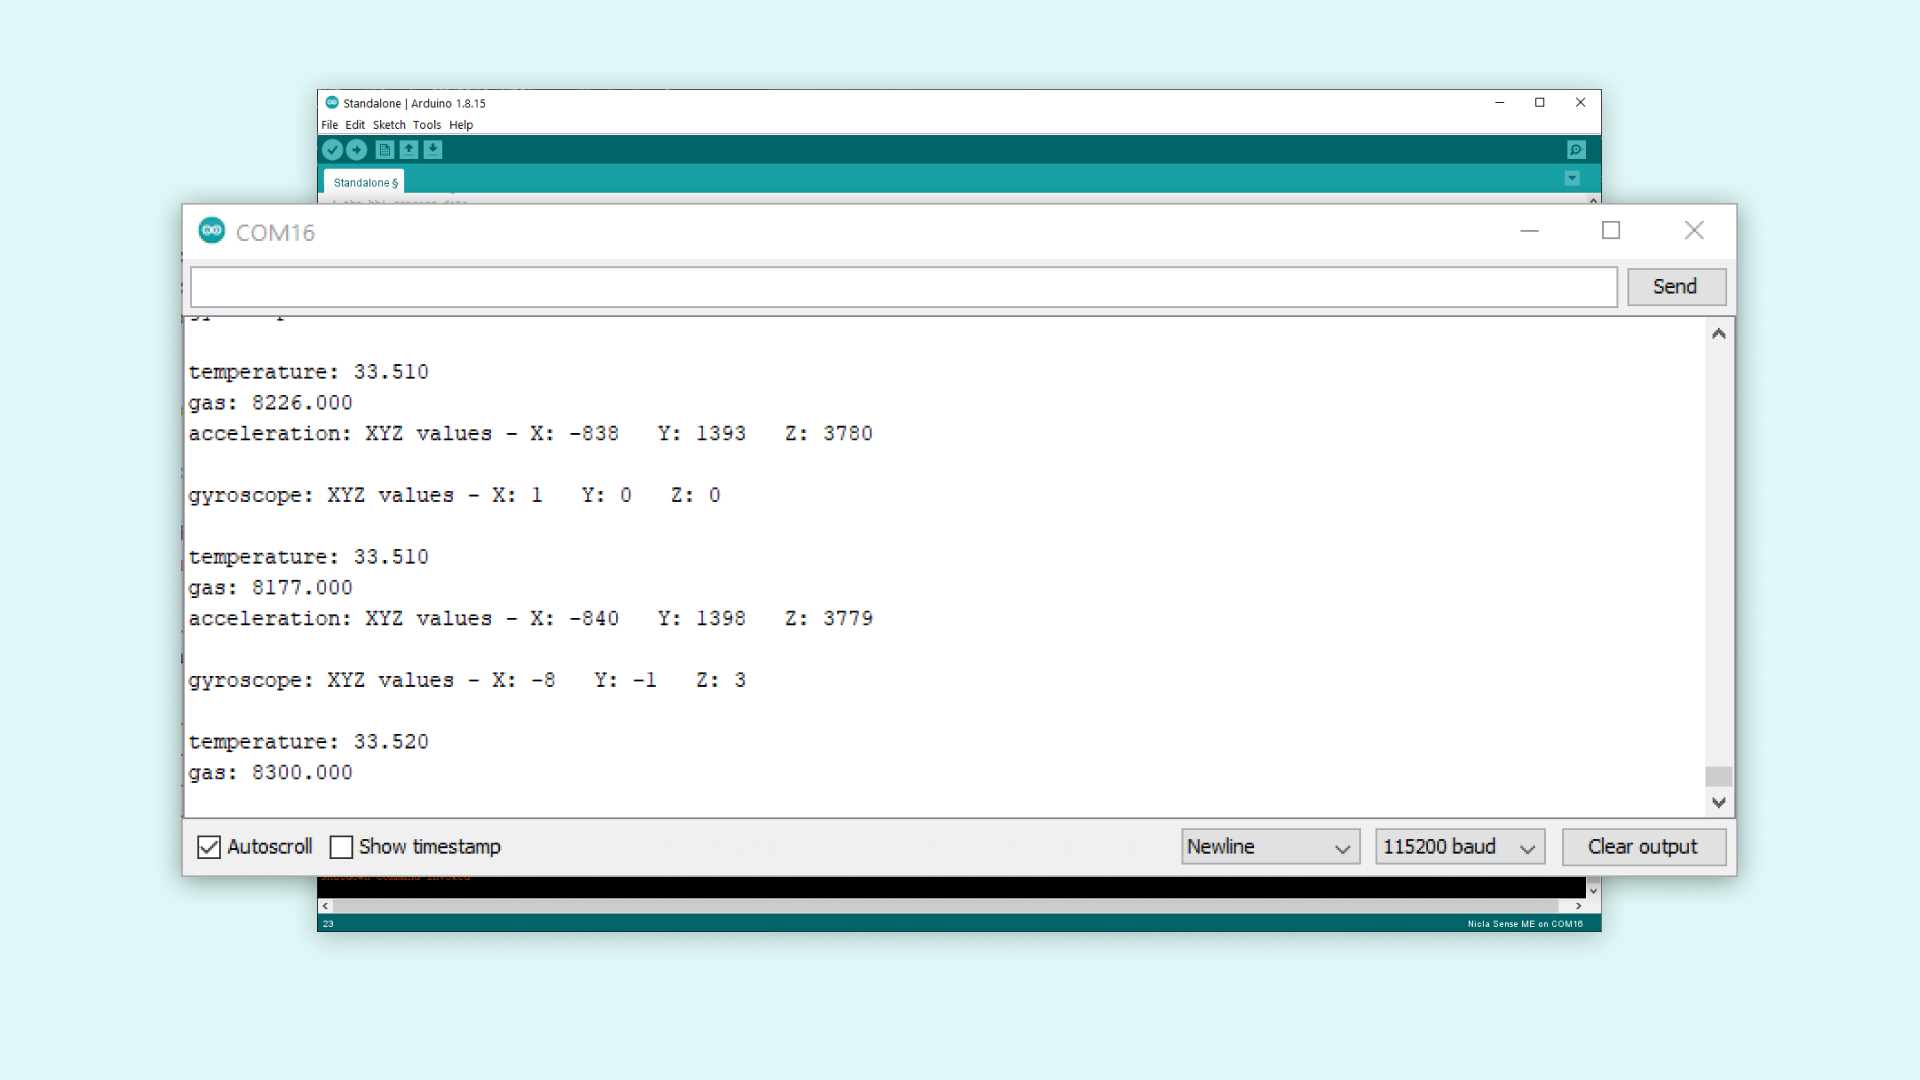 Standalone | Arduino 1.8.15
File Edit Sketch Tools Help
Standalone §
COM16
Send
temperature: 33.510
gas: 8226.000
acceleration: XYZ values - X: -838   Y: 1393   Z: 3780
gyroscope: XYZ values - X: 1   Y: 0   Z: 0
temperature: 33.510
gas: 8177.000
acceleration: XYZ values - X: -840   Y: 1398   Z: 3779
gyroscope: XYZ values - X: -8   Y: -1   Z: 3
temperature: 33.520
gas: 8300.000
Autoscroll Show timestamp Newline 115200 baud Clear output
23 Nicla Sense ME on COM16